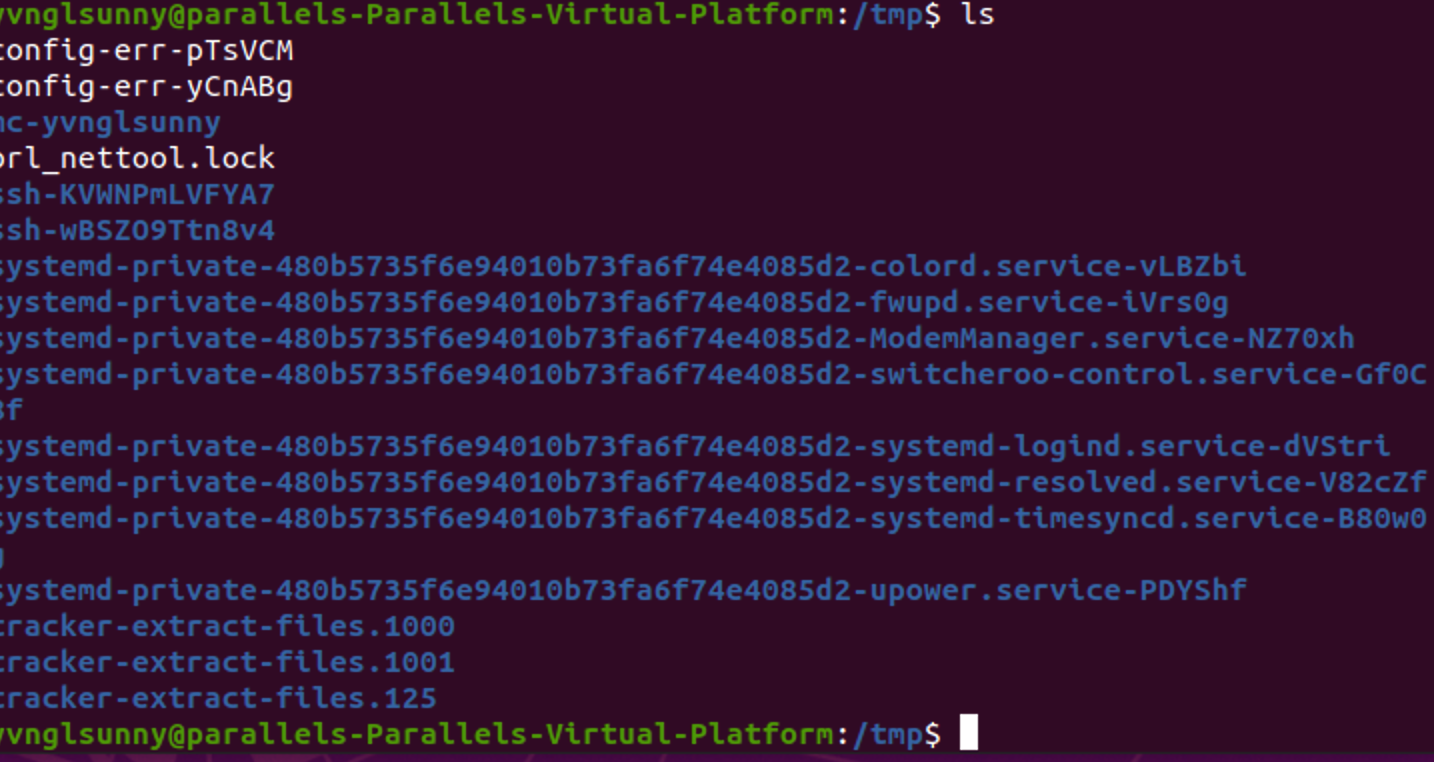 yvnglsunny@parallels-Parallels-Virtual-Platform:/tmp$ ls
config-err-pTsVCM
config-err-yCnABg
mc-yvnglsunny
prl_nettool.lock
ssh-KVWNPmLVFYA7
ssh-wBSZO9Ttn8v4
systemd-private-480b5735f6e94010b73fa6f74e4085d2-colord.service-vLBZbi
systemd-private-480b5735f6e94010b73fa6f74e4085d2-fwupd.service-iVrs0g
systemd-private-480b5735f6e94010b73fa6f74e4085d2-ModemManager.service-NZ70xh
systemd-private-480b5735f6e94010b73fa6f74e4085d2-switcheroo-control.service-Gf0C
3f
systemd-private-480b5735f6e94010b73fa6f74e4085d2-systemd-logind.service-dVStri
systemd-private-480b5735f6e94010b73fa6f74e4085d2-systemd-resolved.service-V82cZf
systemd-private-480b5735f6e94010b73fa6f74e4085d2-systemd-timesyncd.service-B80w0
systemd-private-480b5735f6e94010b73fa6f74e4085d2-upower.service-PDYShf
tracker-extract-files.1000
tracker-extract-files.1001
tracker-extract-files.125
yvnglsunny@parallels-Parallels-Virtual-Platform:/tmp$